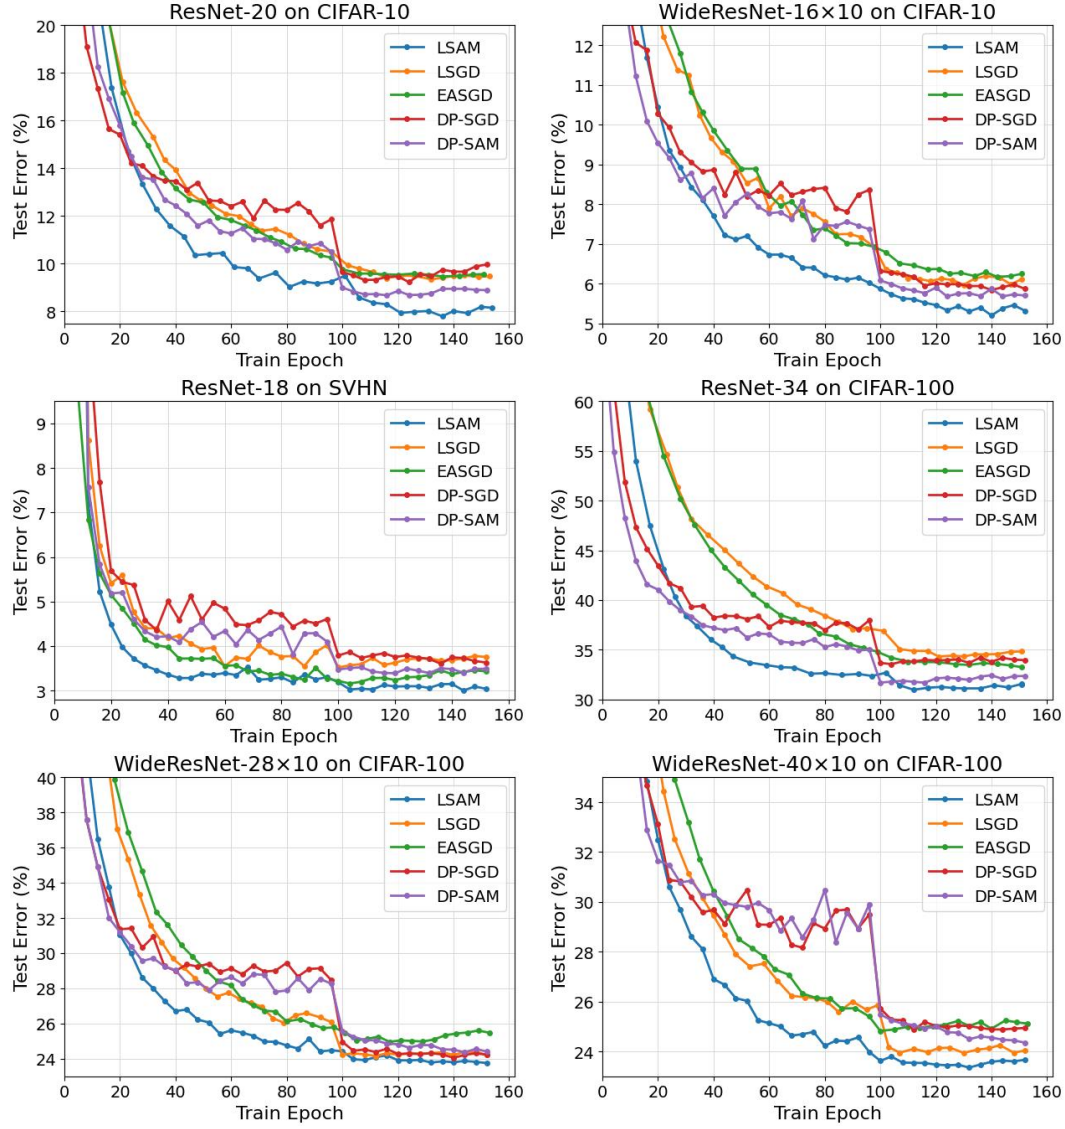 ResNet-20 on CIFAR-10
20
18
16
14
12
10
8
Test Error (%)
LSAM
LSGD
EASGD
DP-SGD
DP-SAM
0 20 40 60 80 100 120 140 160
Train Epoch
WideResNet-16×10 on CIFAR-10
12
11
10
9
8
7
6
5
Test Error (%)
LSAM
LSGD
EASGD
DP-SGD
DP-SAM
0 20 40 60 80 100 120 140 160
Train Epoch
ResNet-18 on SVHN
9
8
7
6
5
4
3
Test Error (%)
LSAM
LSGD
EASGD
DP-SGD
DP-SAM
0 20 40 60 80 100 120 140 160
Train Epoch
ResNet-34 on CIFAR-100
60
55
50
45
40
35
30
Test Error (%)
LSAM
LSGD
EASGD
DP-SGD
DP-SAM
0 20 40 60 80 100 120 140 160
Train Epoch
WideResNet-28×10 on CIFAR-100
40
38
36
34
32
30
28
26
24
Test Error (%)
LSAM
LSGD
EASGD
DP-SGD
DP-SAM
0 20 40 60 80 100 120 140 160
Train Epoch
WideResNet-40×10 on CIFAR-100
34
32
30
28
26
24
Test Error (%)
LSAM
LSGD
EASGD
DP-SGD
DP-SAM
0 20 40 60 80 100 120 140 160
Train Epoch